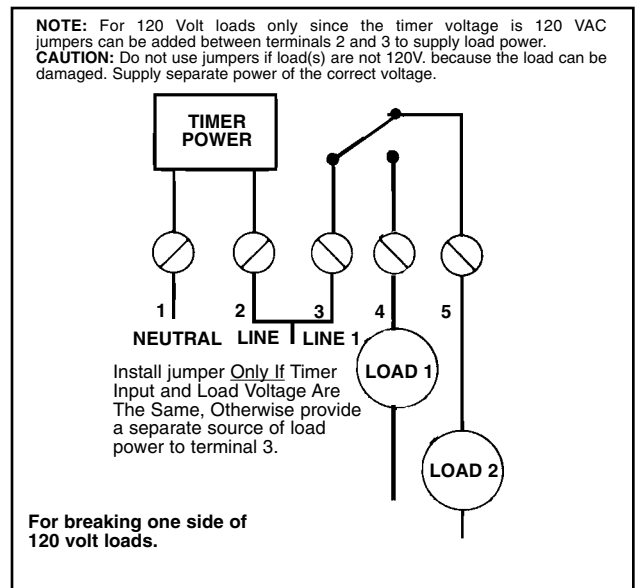 NOTE: For 120 Volt loads only since the timer voltage is 120 VAC
jumpers can be added between terminals 2 and 3 to supply load power.
CAUTION: Do not use jumpers if load(s) are not 120V. because the load can be
damaged. Supply separate power of the correct voltage.
TIMER
POWER
1 2 3 4 5
NEUTRAL LINE LINE 1
LOAD 1
Install jumper Only If Timer
Input and Load Voltage Are
The Same, Otherwise provide
a separate source of load
power to terminal 3.
LOAD 2
For breaking one side of
120 volt loads.